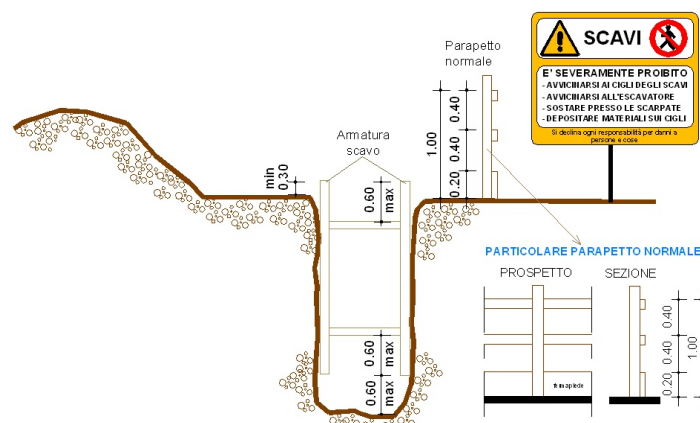 SCAVI
E' SEVERAMENTE PROIBITO
- AVVICINARSI AI CIGLI DEGLI SCAVI
- AVVICINARSI ALL'ESCAVATORE
- SOSTARE PRESSO LE SCARPATE
- DEPOSITARE MATERIALI SUI CIGLI
Si declina ogni responsabilità per danni a
persone e cose
Parapetto
normale
1.00
0.40
0.40
0.20
Armatura
scavo
min
0.30
0.60
max
0.60
max
0.60
max
PARTICOLARE PARAPETTO NORMALE
PROSPETTO
SEZIONE
fermapiede
0.40
0.40
0.20
1.00